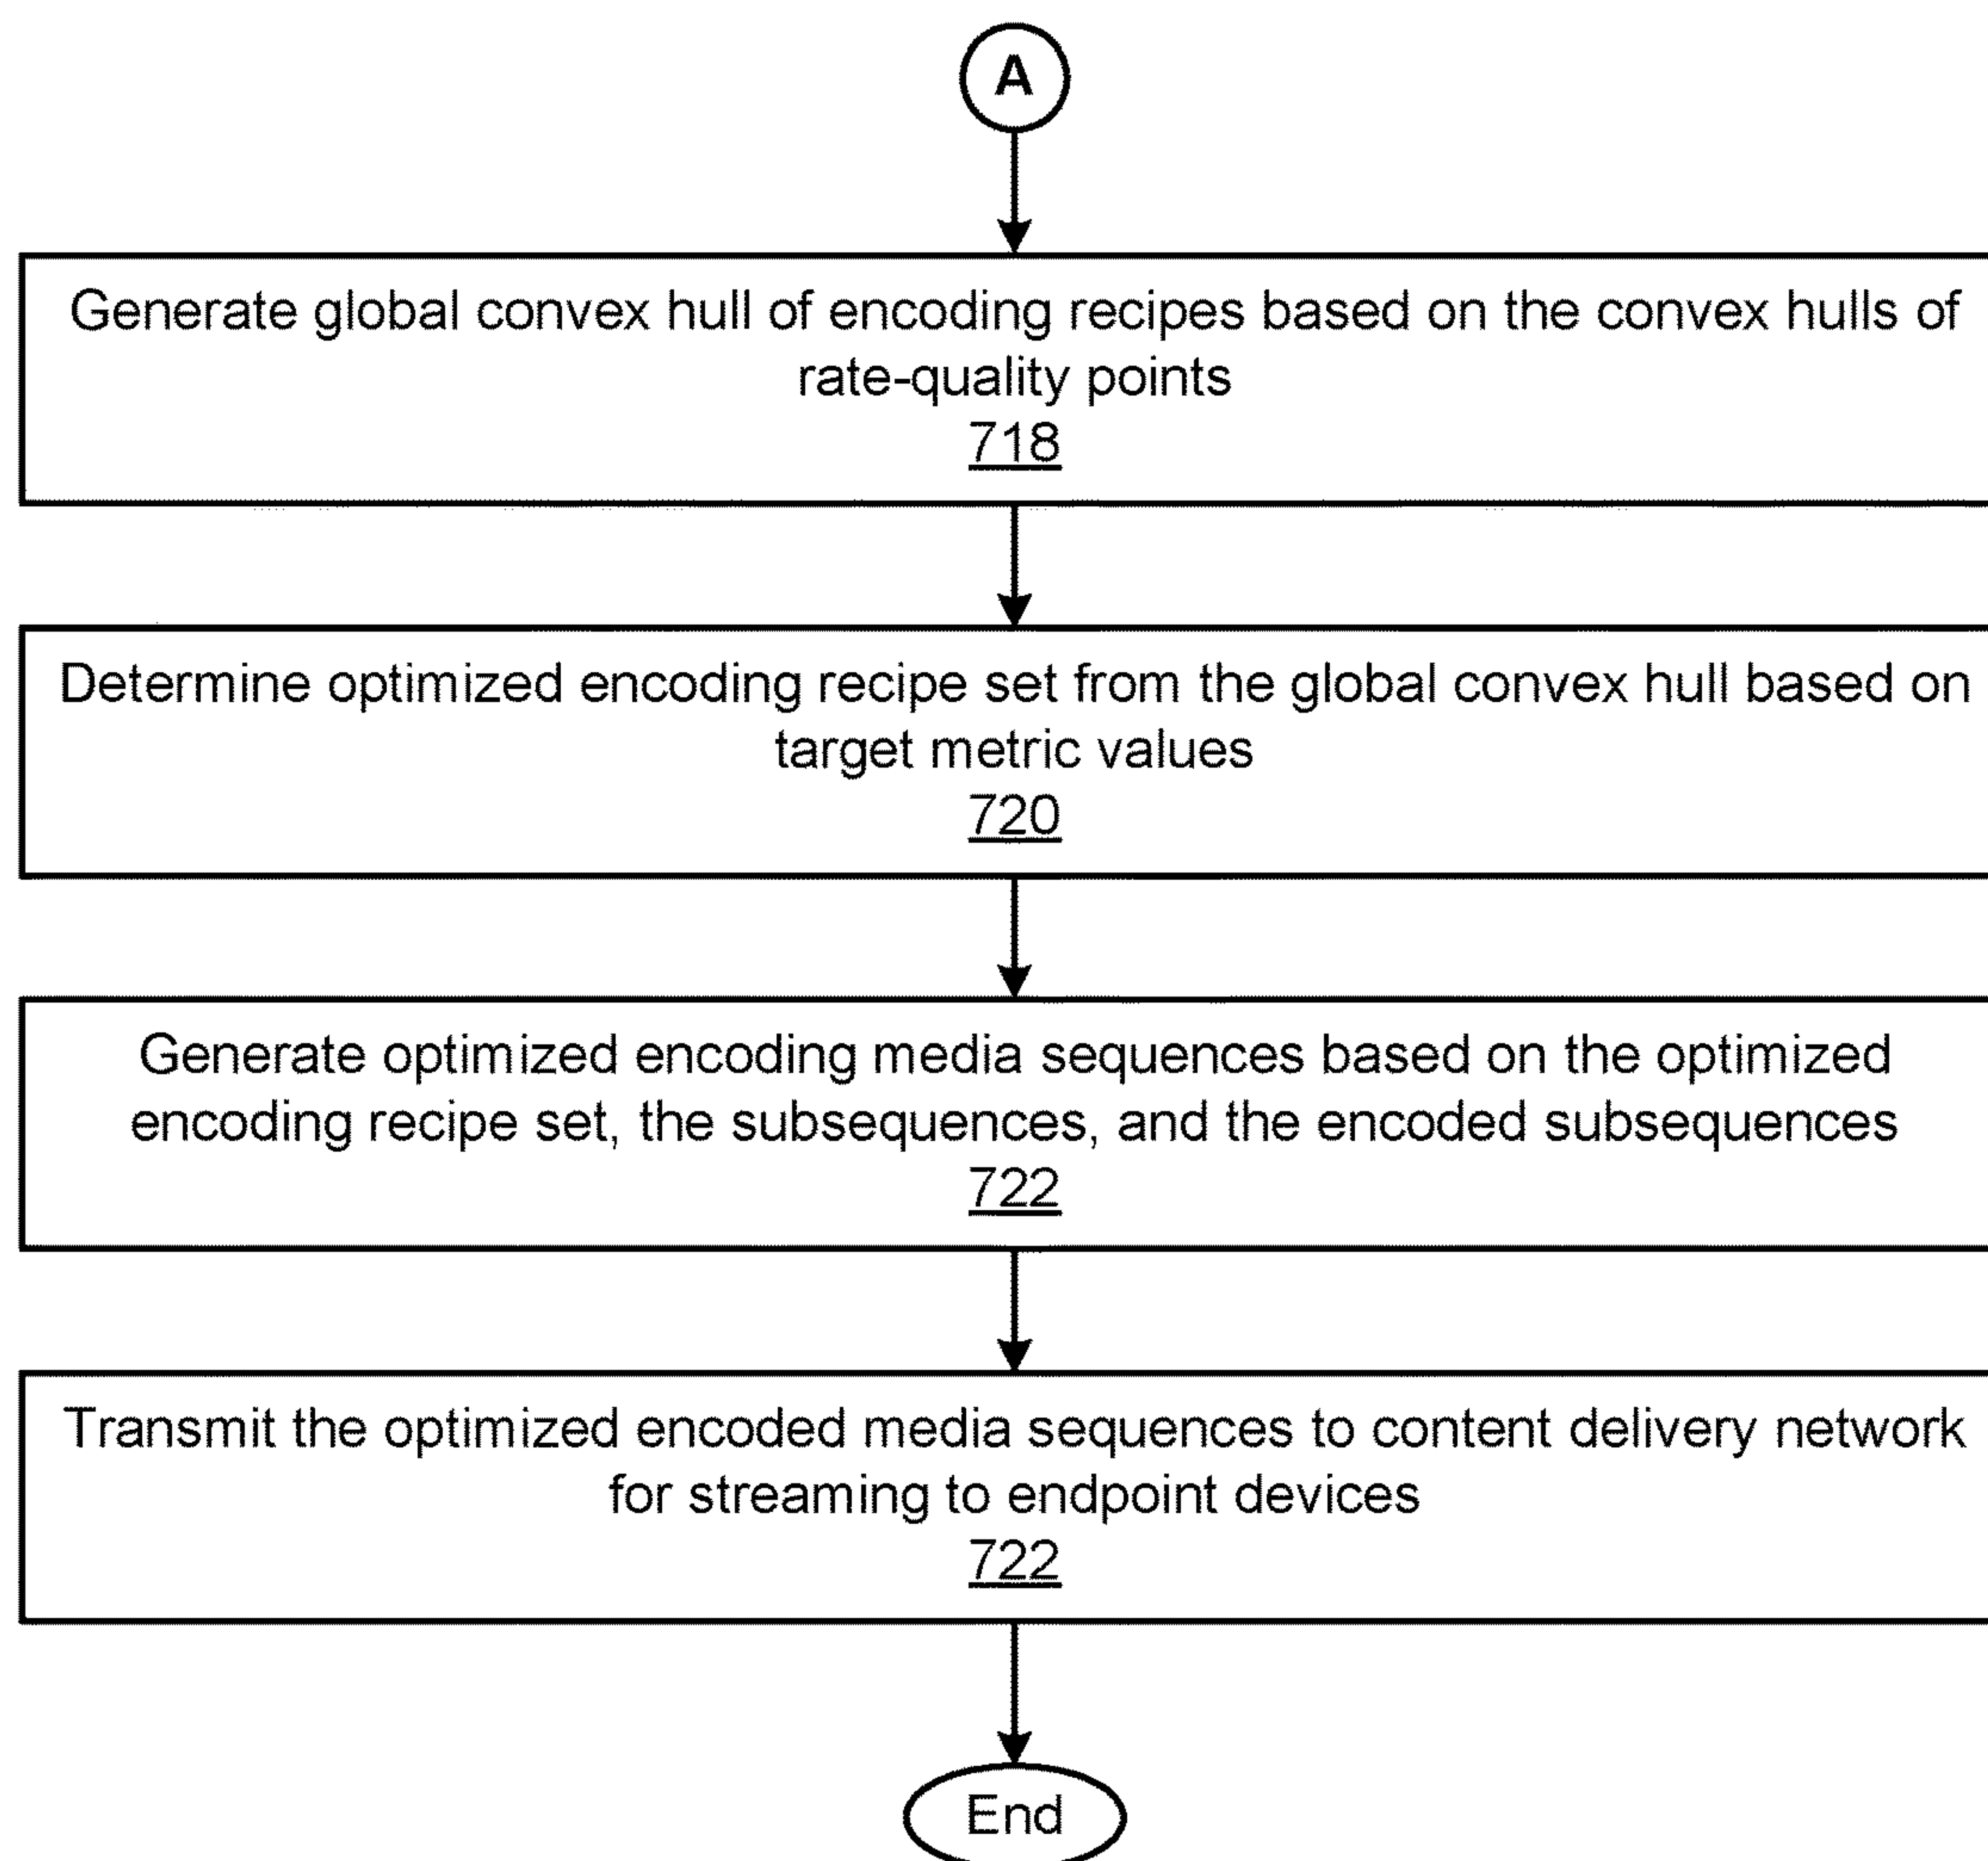 A
Generate global convex hull of encoding recipes based on the convex hulls of
rate-quality points
718
Determine optimized encoding recipe set from the global convex hull based on
target metric values
720
Generate optimized encoding media sequences based on the optimized
encoding recipe set, the subsequences, and the encoded subsequences
722
Transmit the optimized encoded media sequences to content delivery network
for streaming to endpoint devices
722
End